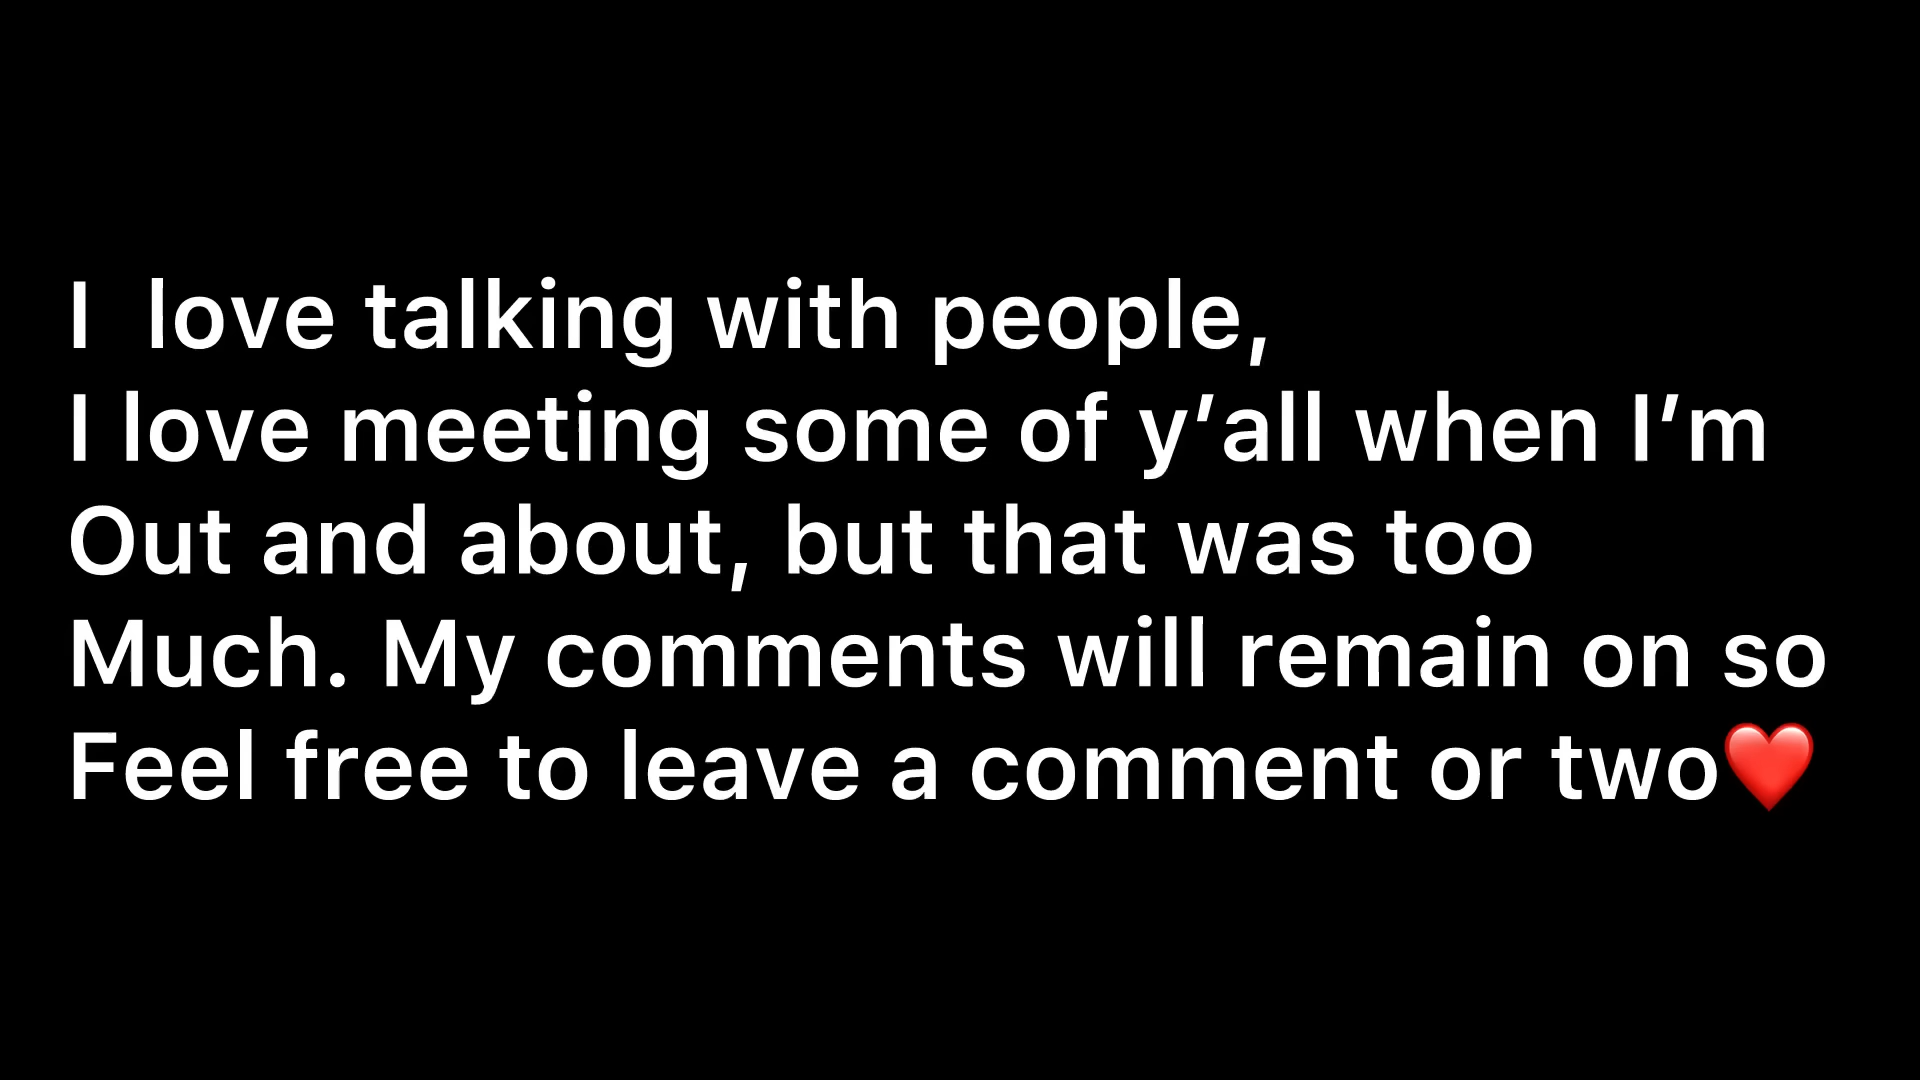 I  love talking with people,
I love meeting some of y’all when I’m
Out and about, but that was too
Much. My comments will remain on so
Feel free to leave a comment or two❤️